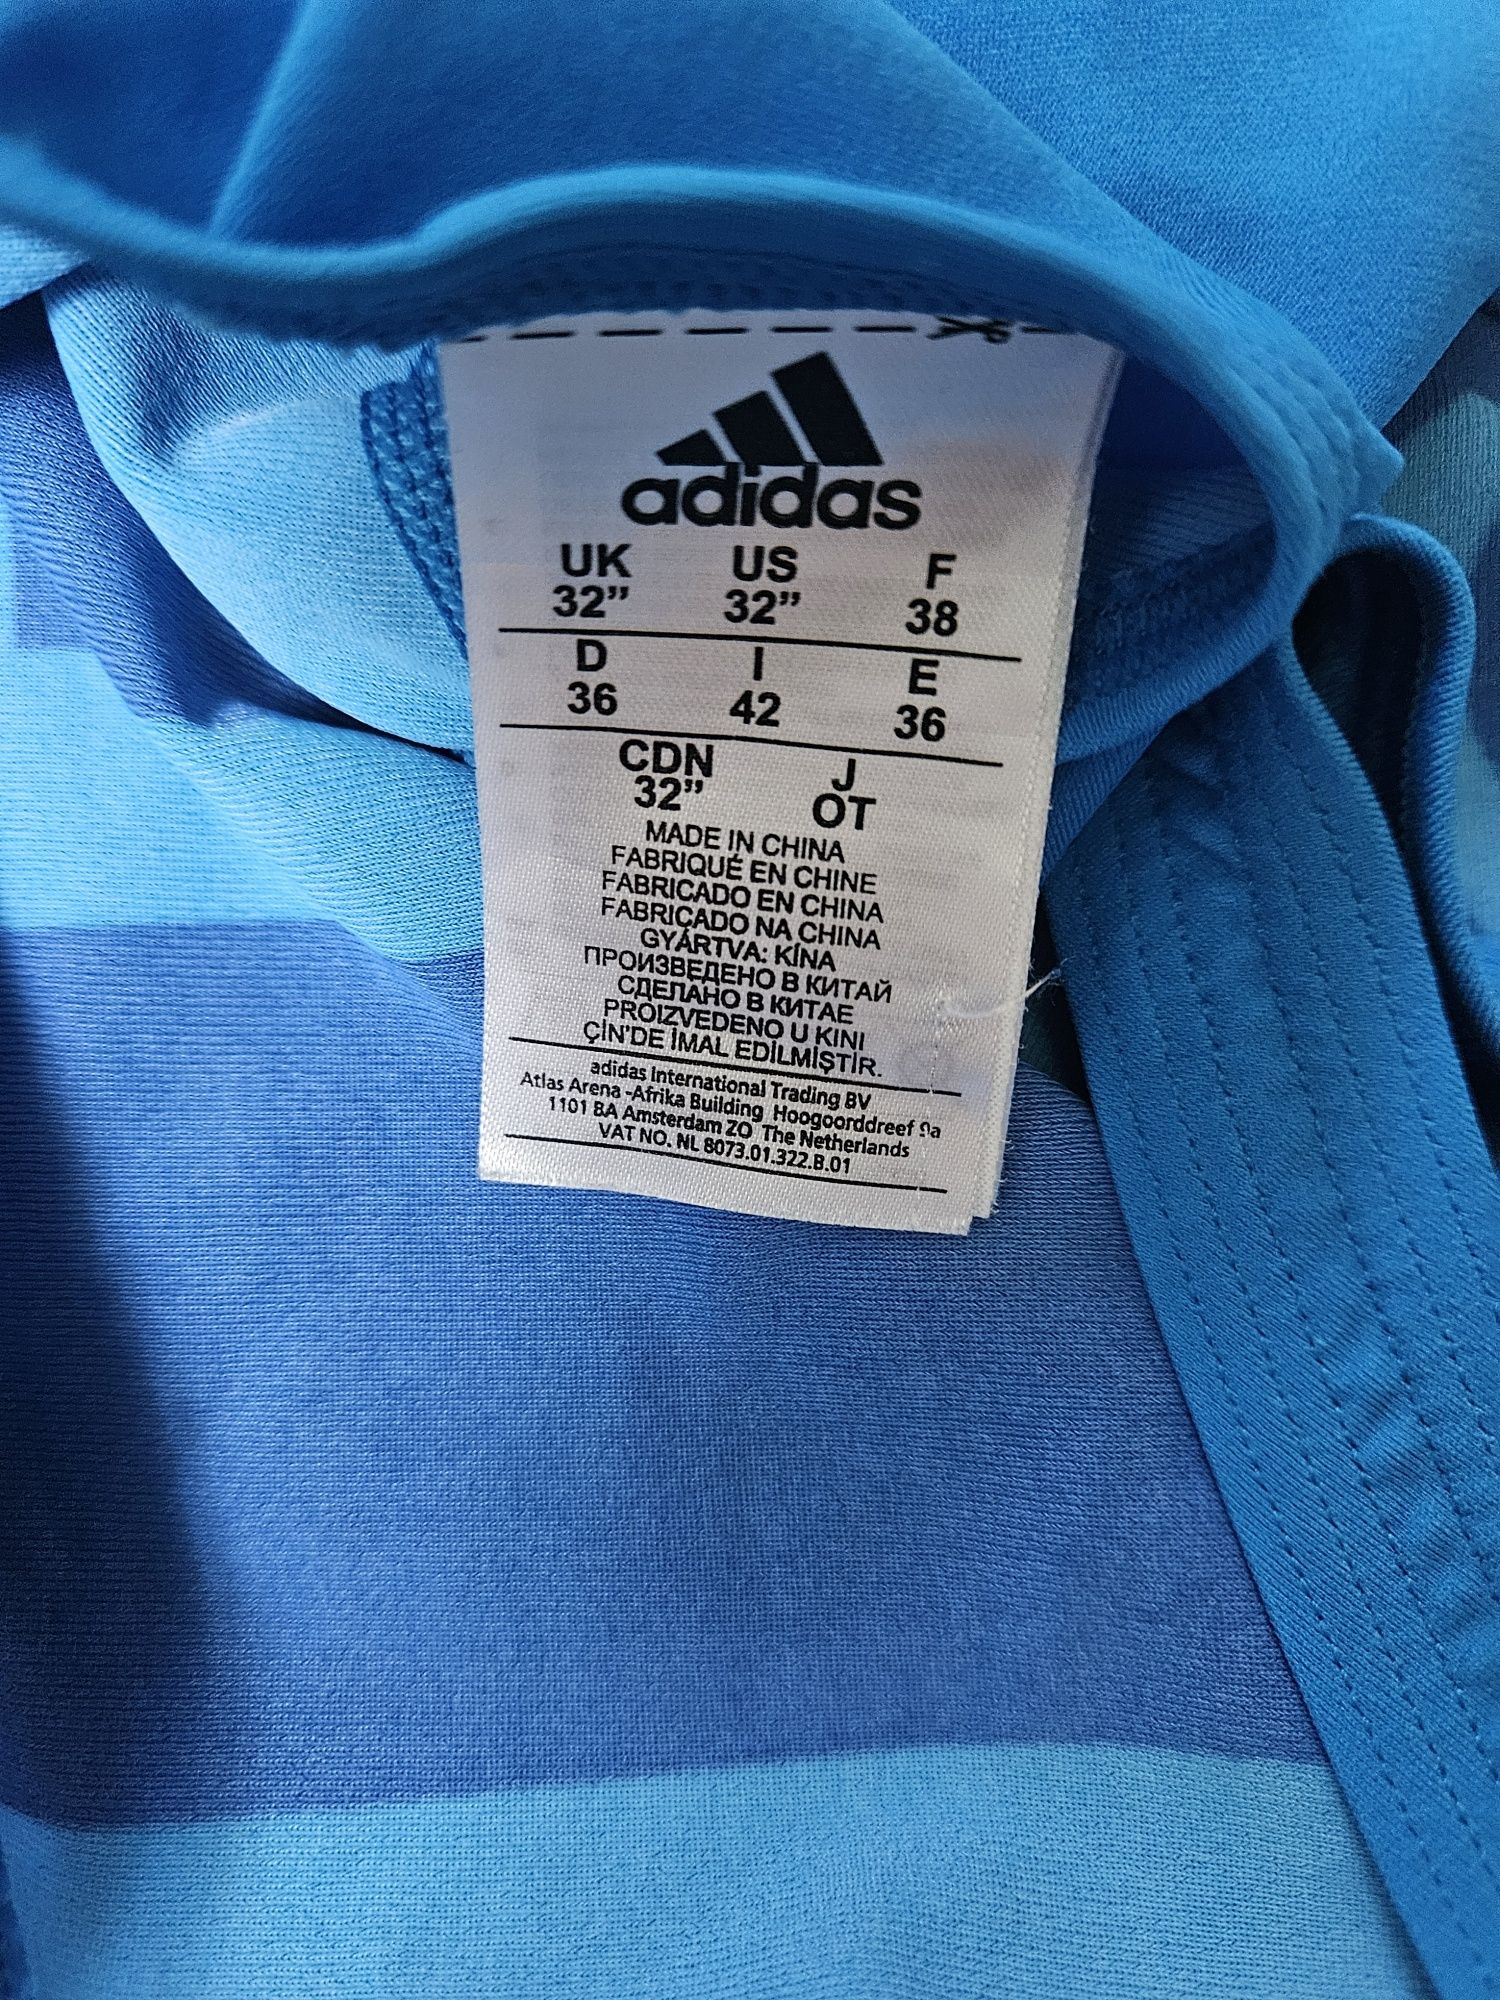 adidas
UK US F
32” 32” 38
D I E
36 42 36
CDN J
32” OT
MADE IN CHINA
FABRIQUÉ EN CHINE
FABRICADO EN CHINA
FABRICADO NA CHINA
GYÁRTVA: KÍNA
ПРОИЗВЕДЕНО В КИТАЙ
СДЕЛАНО В КИТАЕ
PROIZVEDENO U KINI
ÇİN'DE İMAL EDİLMİŞTİR.
adidas International Trading BV
Atlas Arena -Afrika Building Hoogoorddreef 9a
1101 BA Amsterdam ZO The Netherlands
VAT NO. NL 8073.01.322.B.01